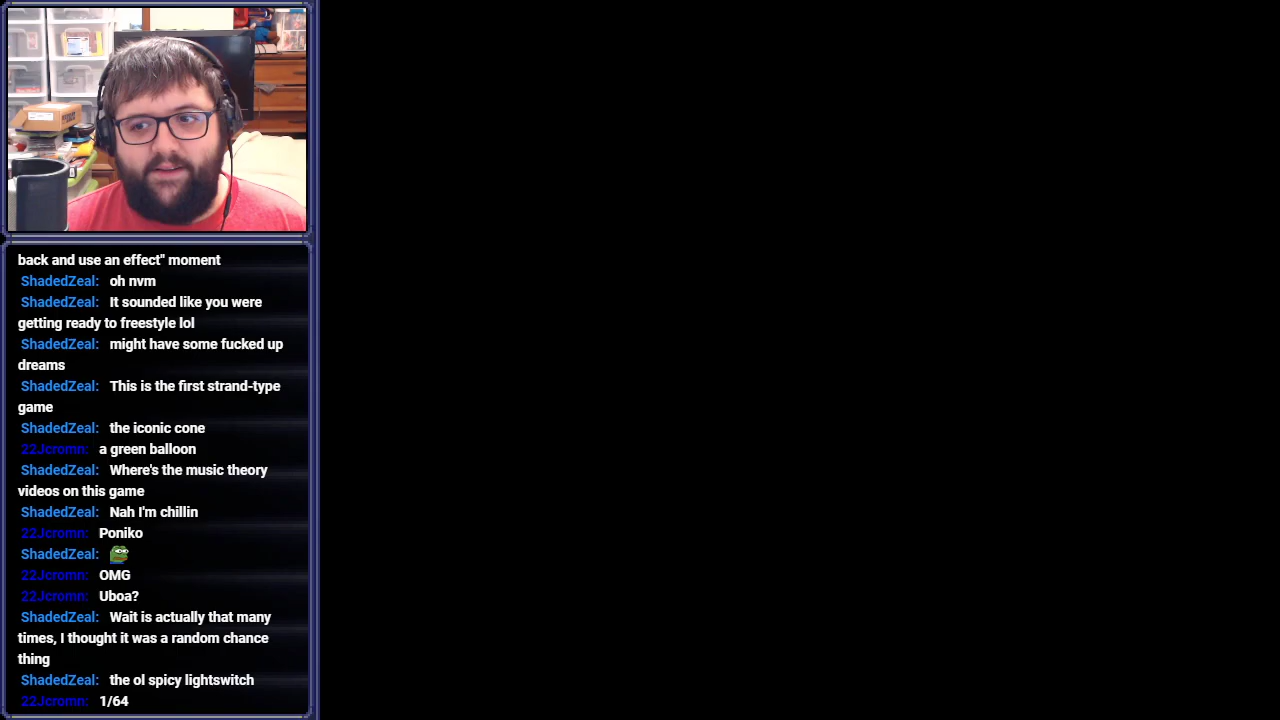 back and use an effect" moment
ShadedZeal: oh nvm
ShadedZeal: It sounded like you were
getting ready to freestyle lol
ShadedZeal: might have some fucked up
dreams
ShadedZeal: This is the first strand-type
game
ShadedZeal: the iconic cone
22Jcromn: a green balloon
ShadedZeal: Where's the music theory
videos on this game
ShadedZeal: Nah I'm chillin
22Jcromn: Poniko
ShadedZeal:
22Jcromn: OMG
22Jcromn: Uboa?
ShadedZeal: Wait is actually that many
times, I thought it was a random chance
thing
ShadedZeal: the ol spicy lightswitch
22Jcromn: 1/64